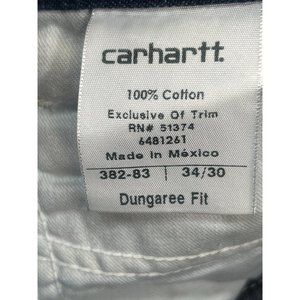 carhartt.
100% Cotton
Exclusive Of Trim
RN# 51374
6481261
Made in México
382-83 34/30
Dungaree Fit